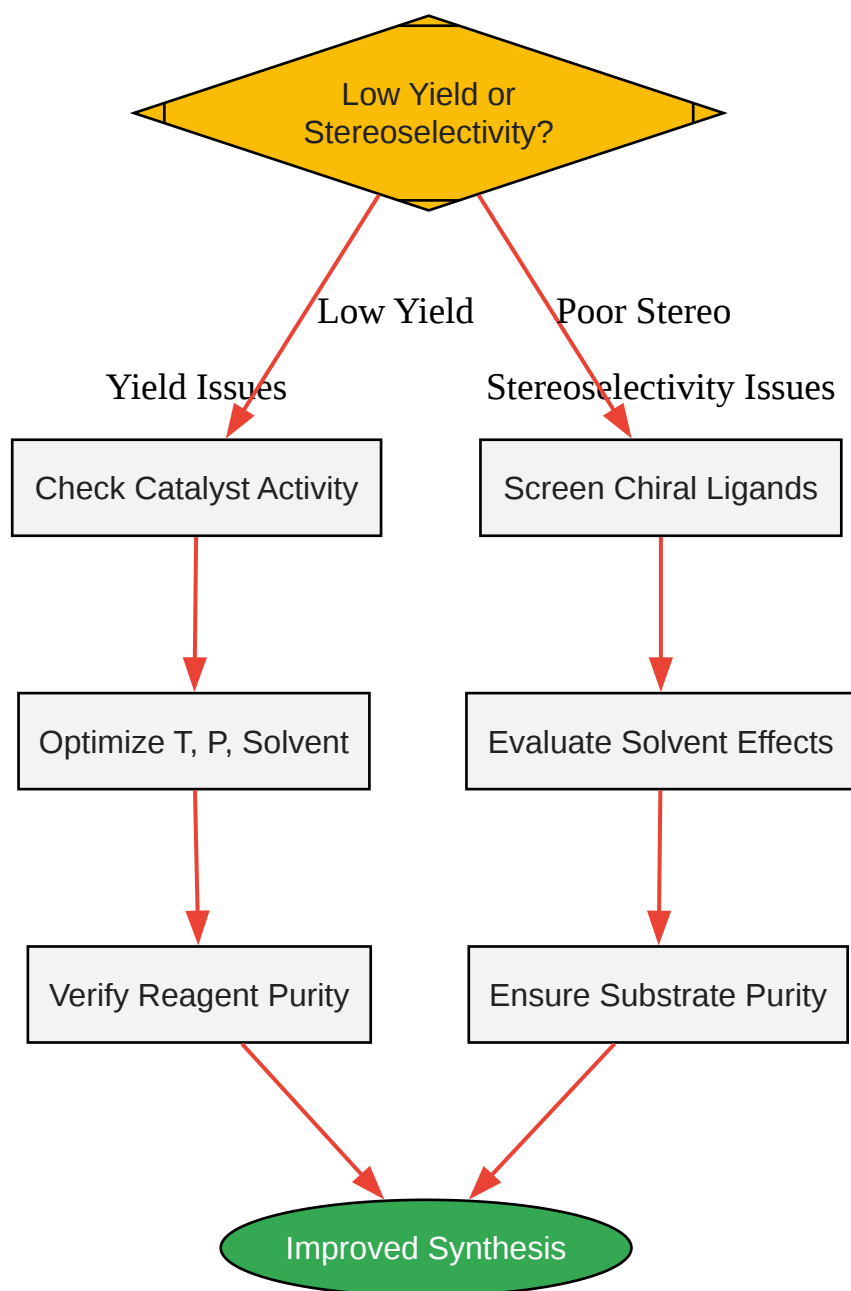 Low Yield or
Stereoselectivity?
Low Yield
Poor Stereo
Yield Issues
Stereoselectivity Issues
Check Catalyst Activity
Screen Chiral Ligands
Optimize T, P, Solvent
Evaluate Solvent Effects
Verify Reagent Purity
Ensure Substrate Purity
Improved Synthesis